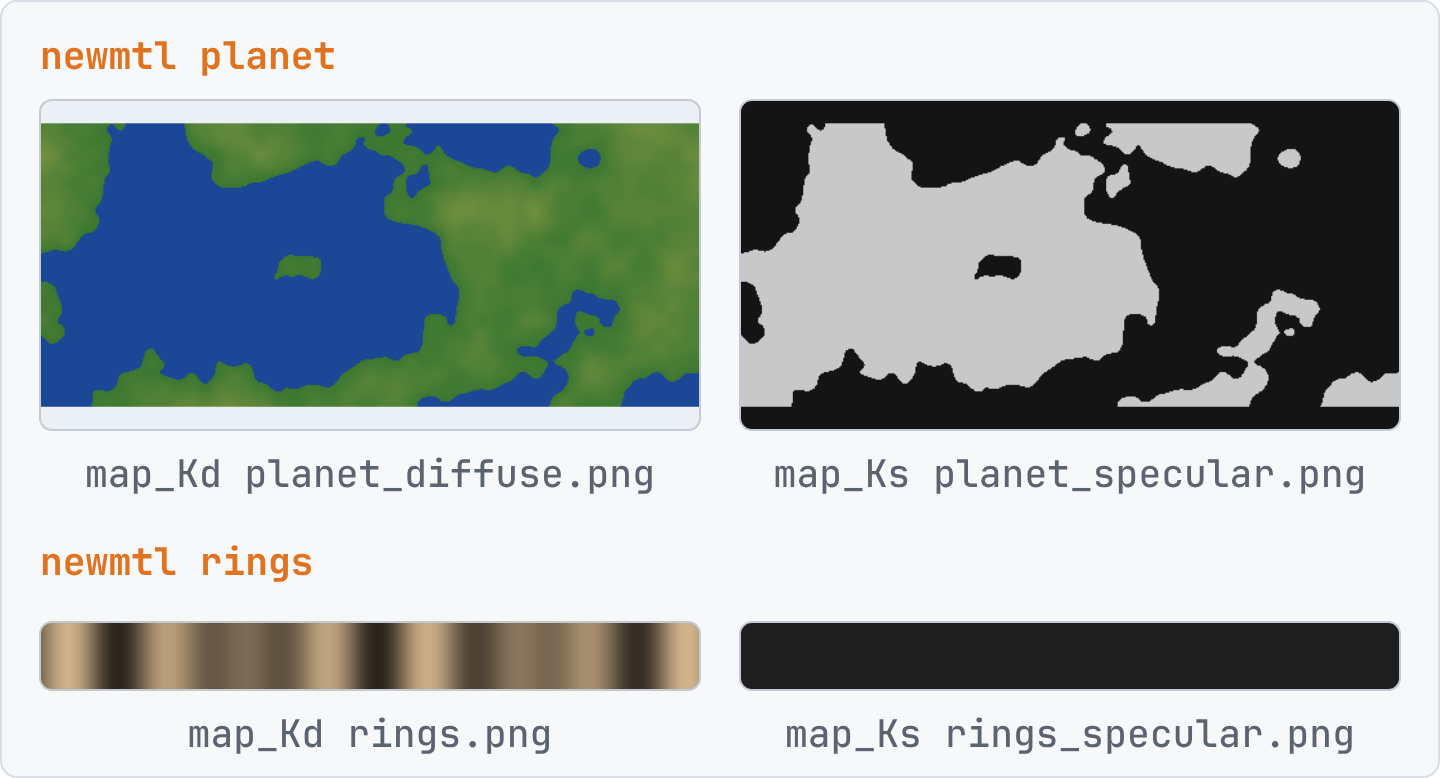 newmtl planet
map_Kd planet_diffuse.png
map_Ks planet_specular.png
newmtl rings
map_Kd rings.png
map_Ks rings_specular.png